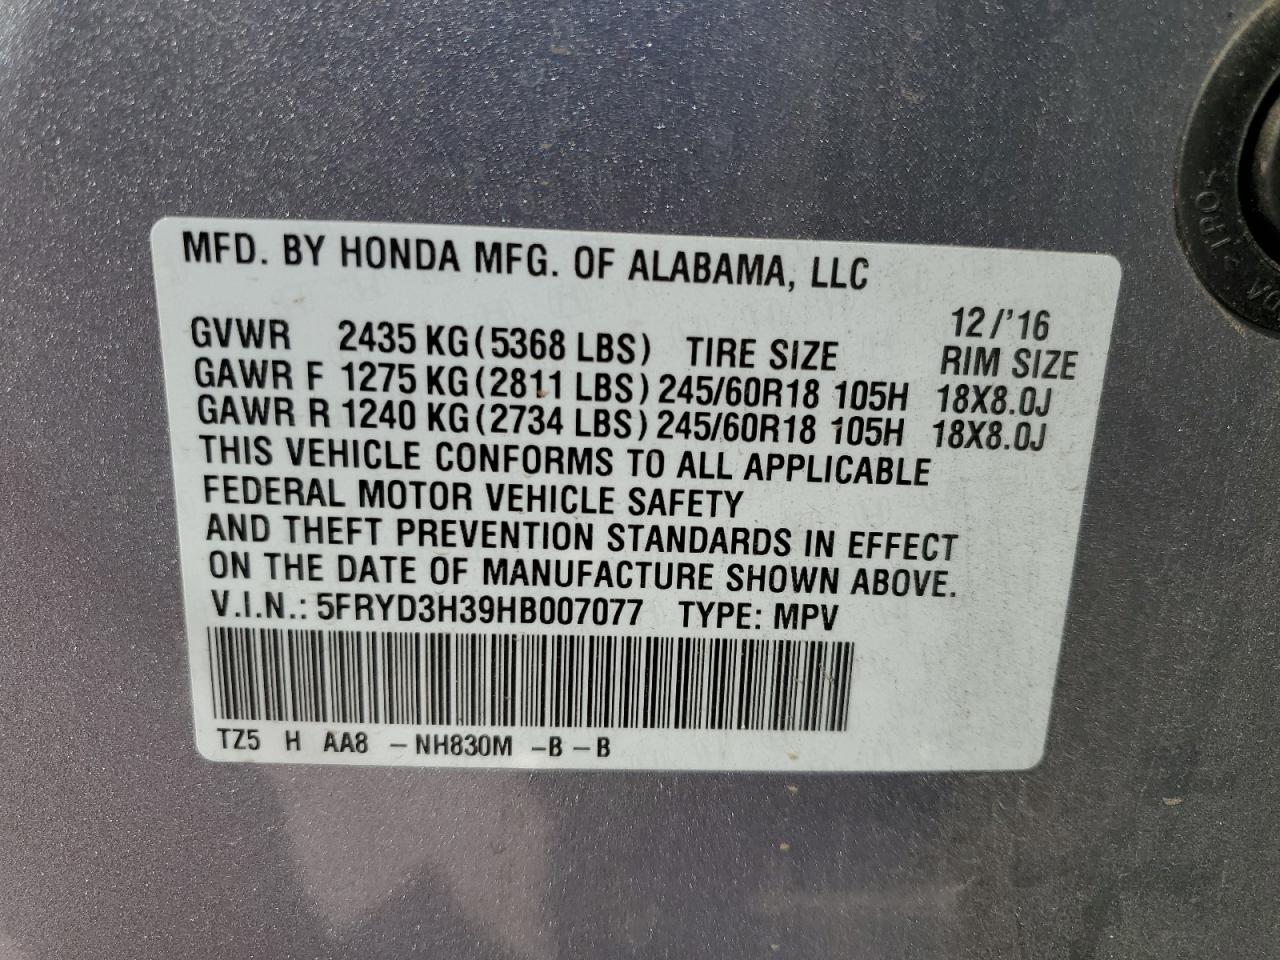 MFD. BY HONDA MFG. OF ALABAMA, LLC
12/'16
GVWR 2435 KG(5368 LBS) TIRE SIZE RIM SIZE
GAWR F 1275 KG(2811 LBS) 245/60R18 105H 18X8.0J
GAWR R 1240 KG(2734 LBS) 245/60R18 105H 18X8.0J
THIS VEHICLE CONFORMS TO ALL APPLICABLE
FEDERAL MOTOR VEHICLE SAFETY
AND THEFT PREVENTION STANDARDS IN EFFECT
ON THE DATE OF MANUFACTURE SHOWN ABOVE.
V.I.N.: 5FRYD3H39HB007077 TYPE: MPV
TZ5 H AA8 -NH830M -B-B